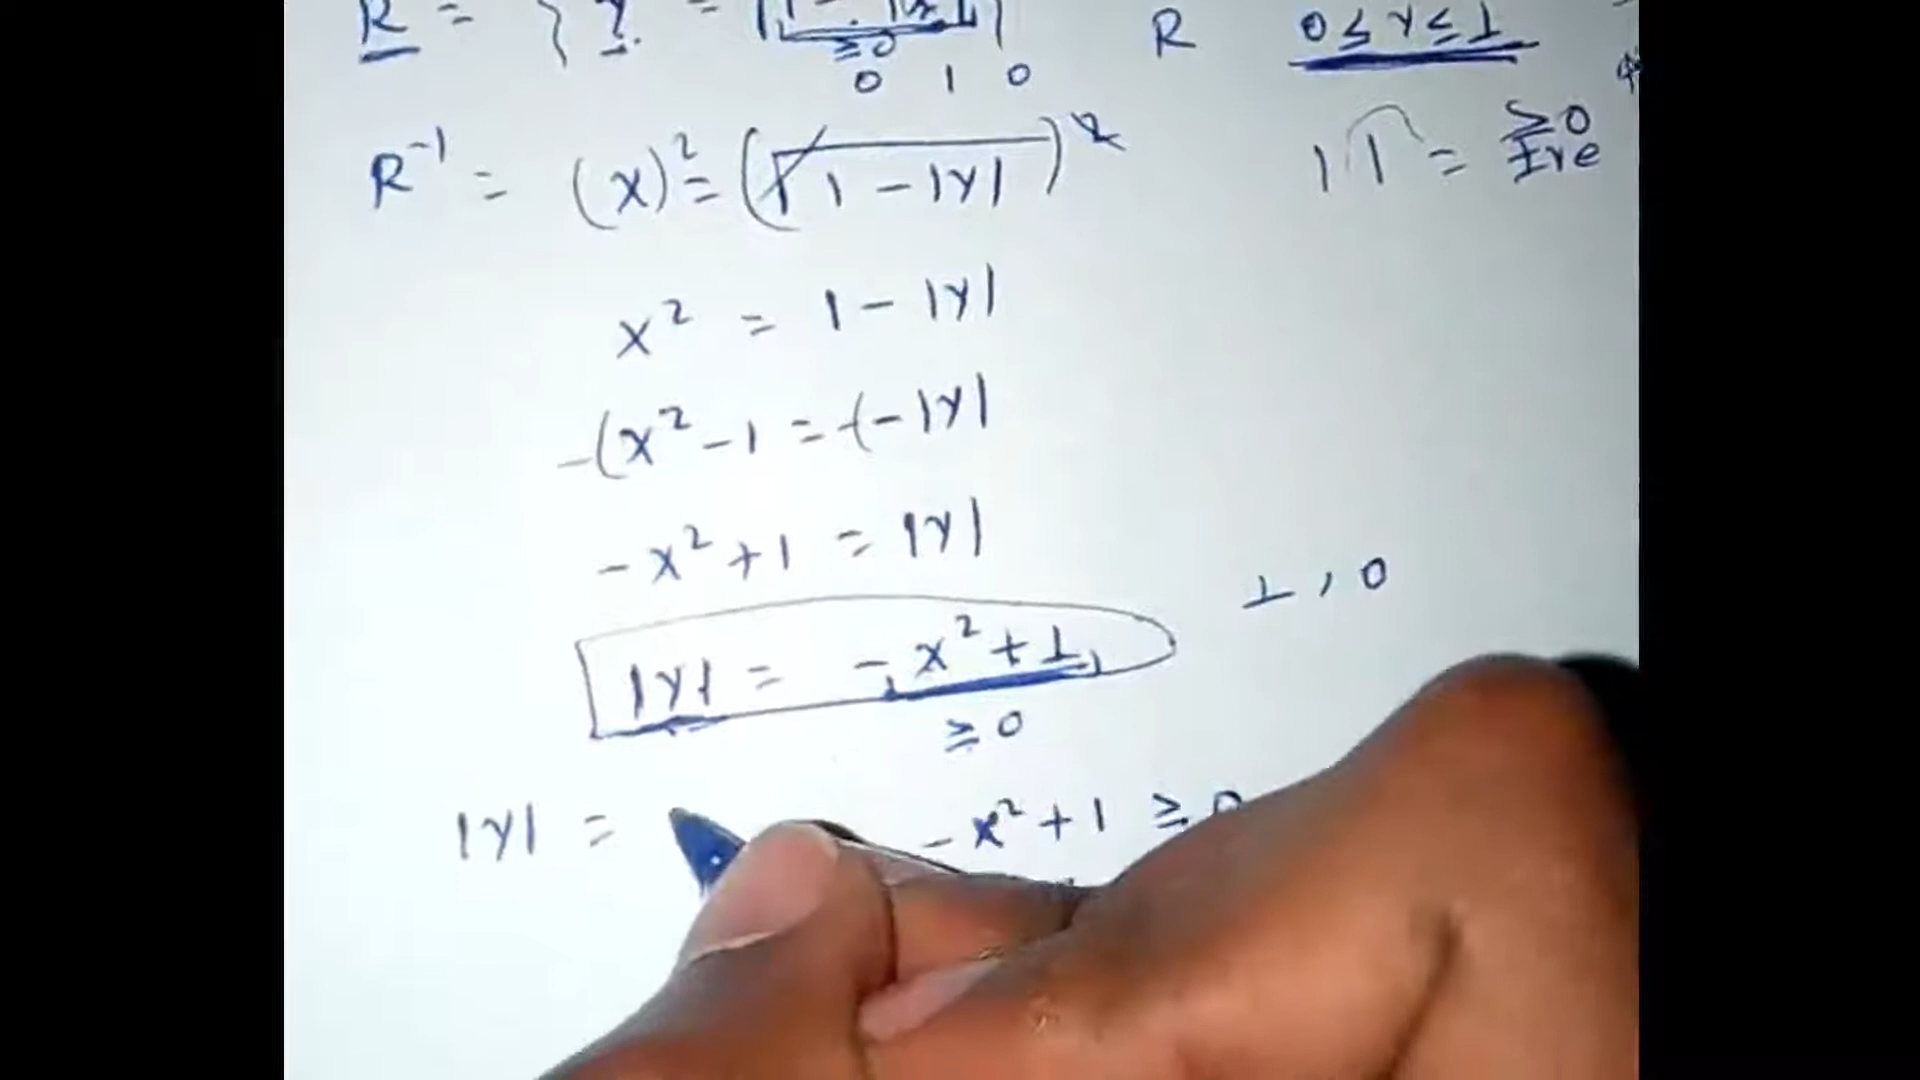 R =
R 0 ≤ y ≤ 1
≥ 0
0 1 0
R⁻¹ = (x)² = (√1 - |y|)²
| | = ≥ 0
+ve
x² = 1 - |y|
-(x² - 1 = -(-|y|
-x² + 1 = |y|
1, 0
|y| = -x² + 1
≥ 0
|y| =
-x² + 1 ≥